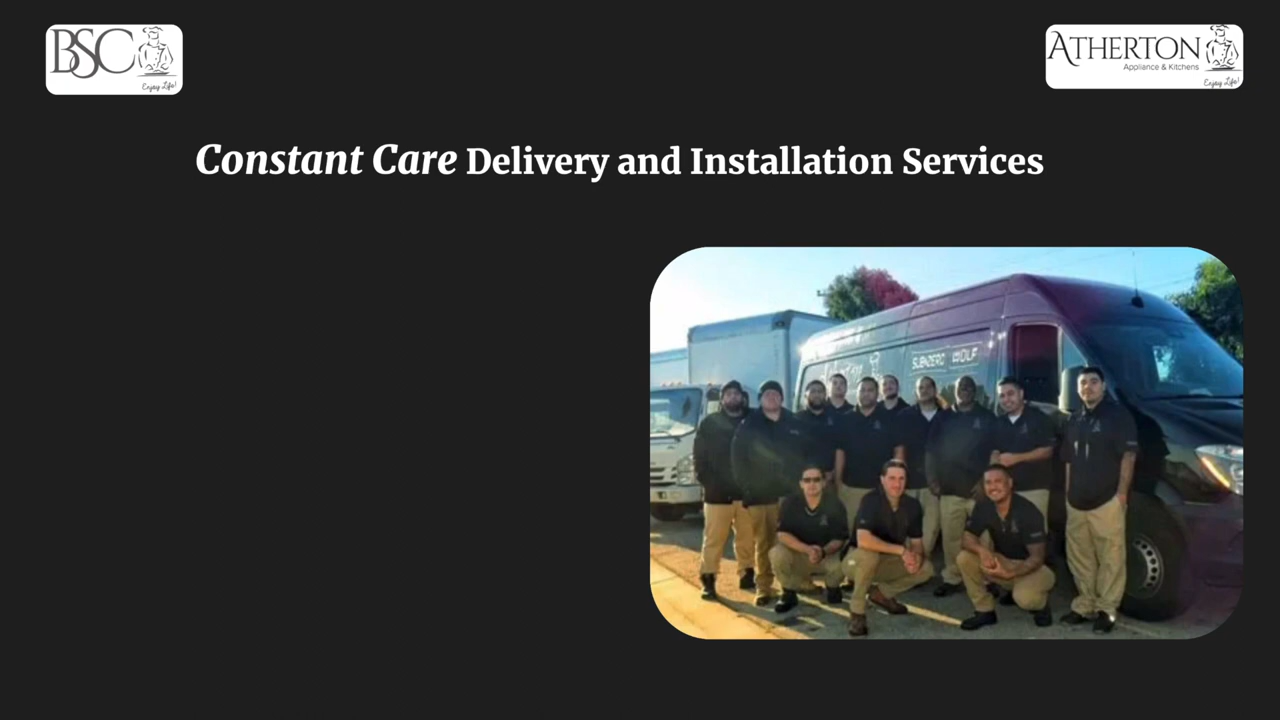 BSC
Enjoy Life!
ATHERTON
Appliance & Kitchens
Enjoy Life!
Constant Care Delivery and Installation Services
SUBZERO WOLF